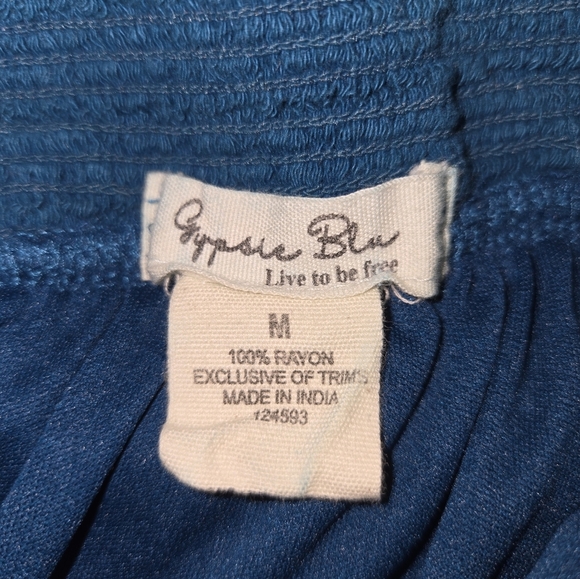 Gypsie Blu
Live to be free
M
100% RAYON
EXCLUSIVE OF TRIMS
MADE IN INDIA
124593